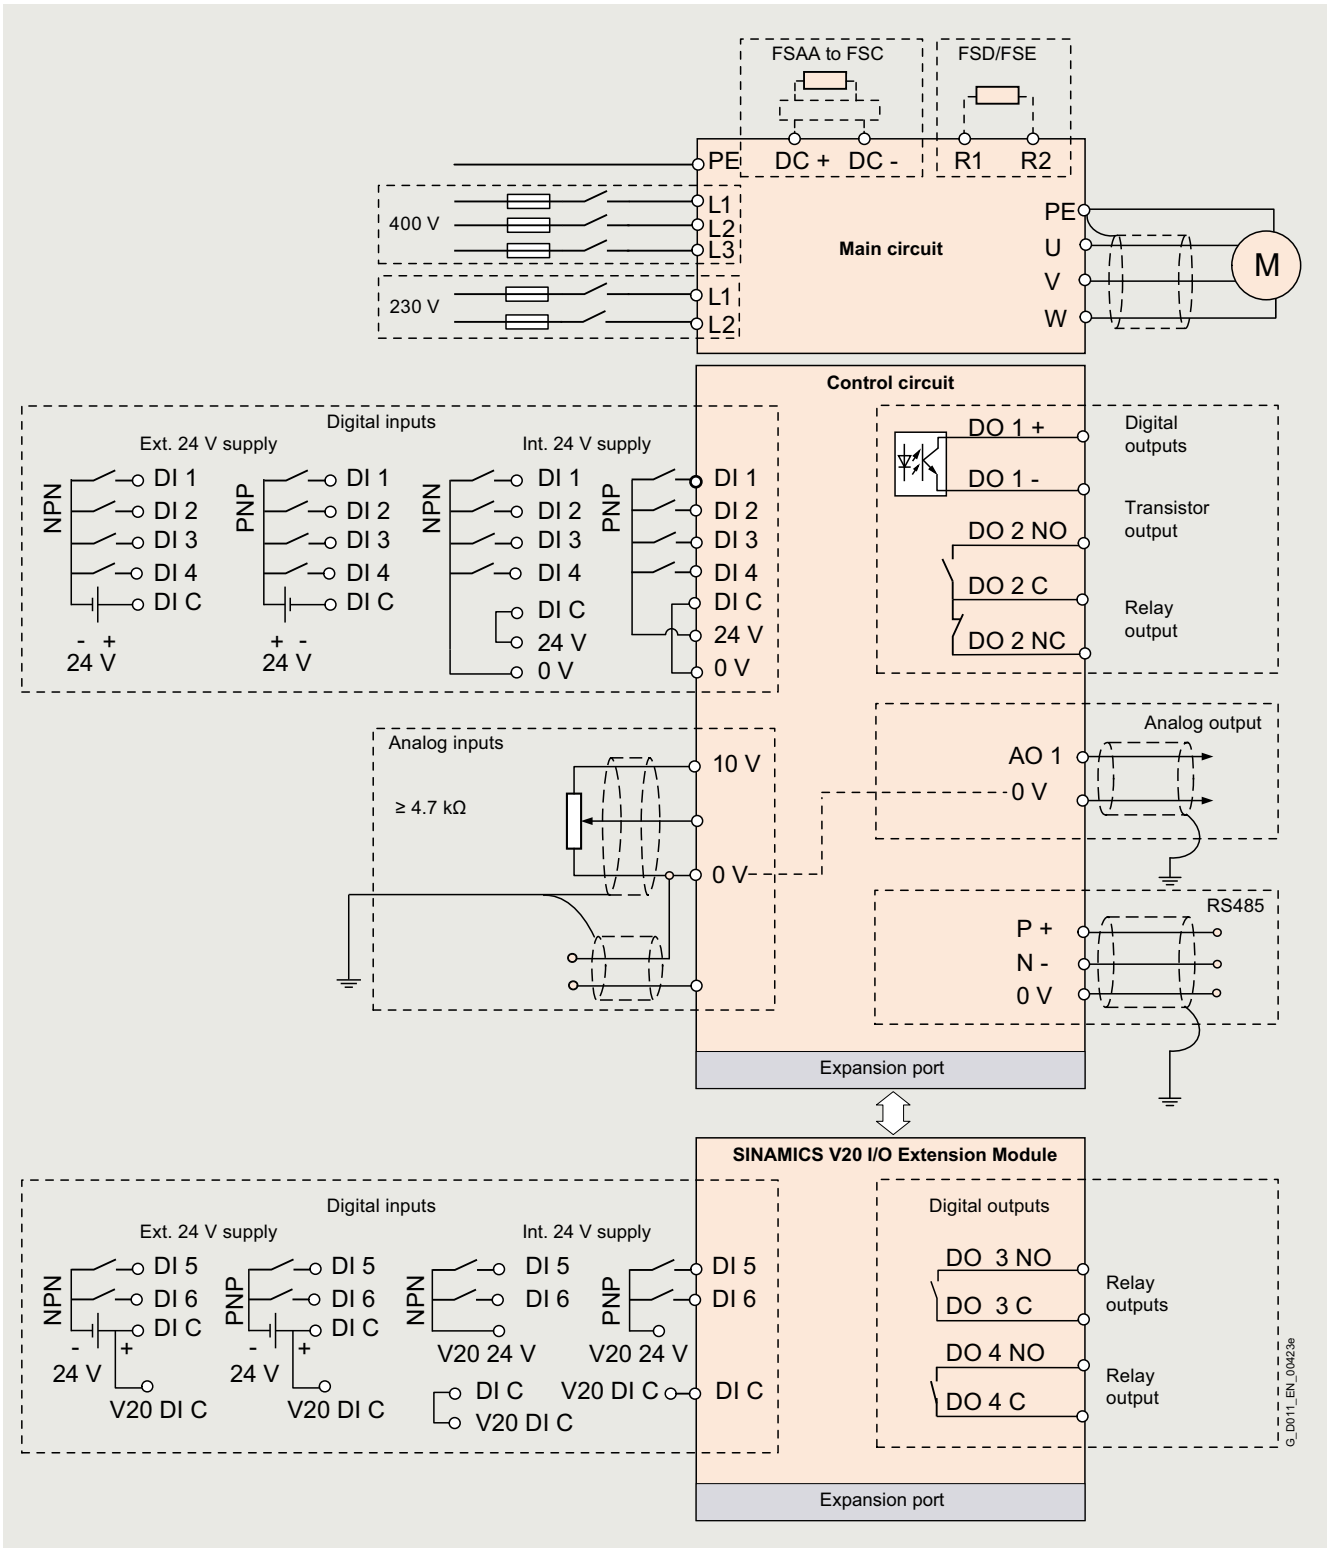 FSAA to FSC
FSD/FSE
PE
DC +
DC -
R1
R2
400 V
L1
L2
L3
230 V
L1
L2
Main circuit
PE
U
V
W
M
Control circuit
Digital inputs
Ext. 24 V supply
Int. 24 V supply
NPN
DI 1
DI 2
DI 3
DI 4
DI C
- +
24 V
PNP
DI 1
DI 2
DI 3
DI 4
DI C
+ -
24 V
NPN
DI 1
DI 2
DI 3
DI 4
DI C
24 V
0 V
PNP
DI 1
DI 2
DI 3
DI 4
DI C
24 V
0 V
DO 1 +
DO 1 -
DO 2 NO
DO 2 C
DO 2 NC
Digital
outputs
Transistor
output
Relay
output
Analog inputs
≥ 4.7 kΩ
10 V
0 V
Analog output
AO 1
0 V
RS485
P +
N -
0 V
Expansion port
SINAMICS V20 I/O Extension Module
Digital inputs
Ext. 24 V supply
Int. 24 V supply
NPN
DI 5
DI 6
DI C
- +
24 V
V20 DI C
PNP
DI 5
DI 6
DI C
- +
24 V
V20 DI C
NPN
DI 5
DI 6
V20 24 V
DI C
V20 DI C
PNP
DI 5
DI 6
V20 24 V
V20 DI C
DI C
Digital outputs
DO 3 NO
DO 3 C
Relay
outputs
DO 4 NO
DO 4 C
Relay
output
G_D011_EN_00423e
Expansion port